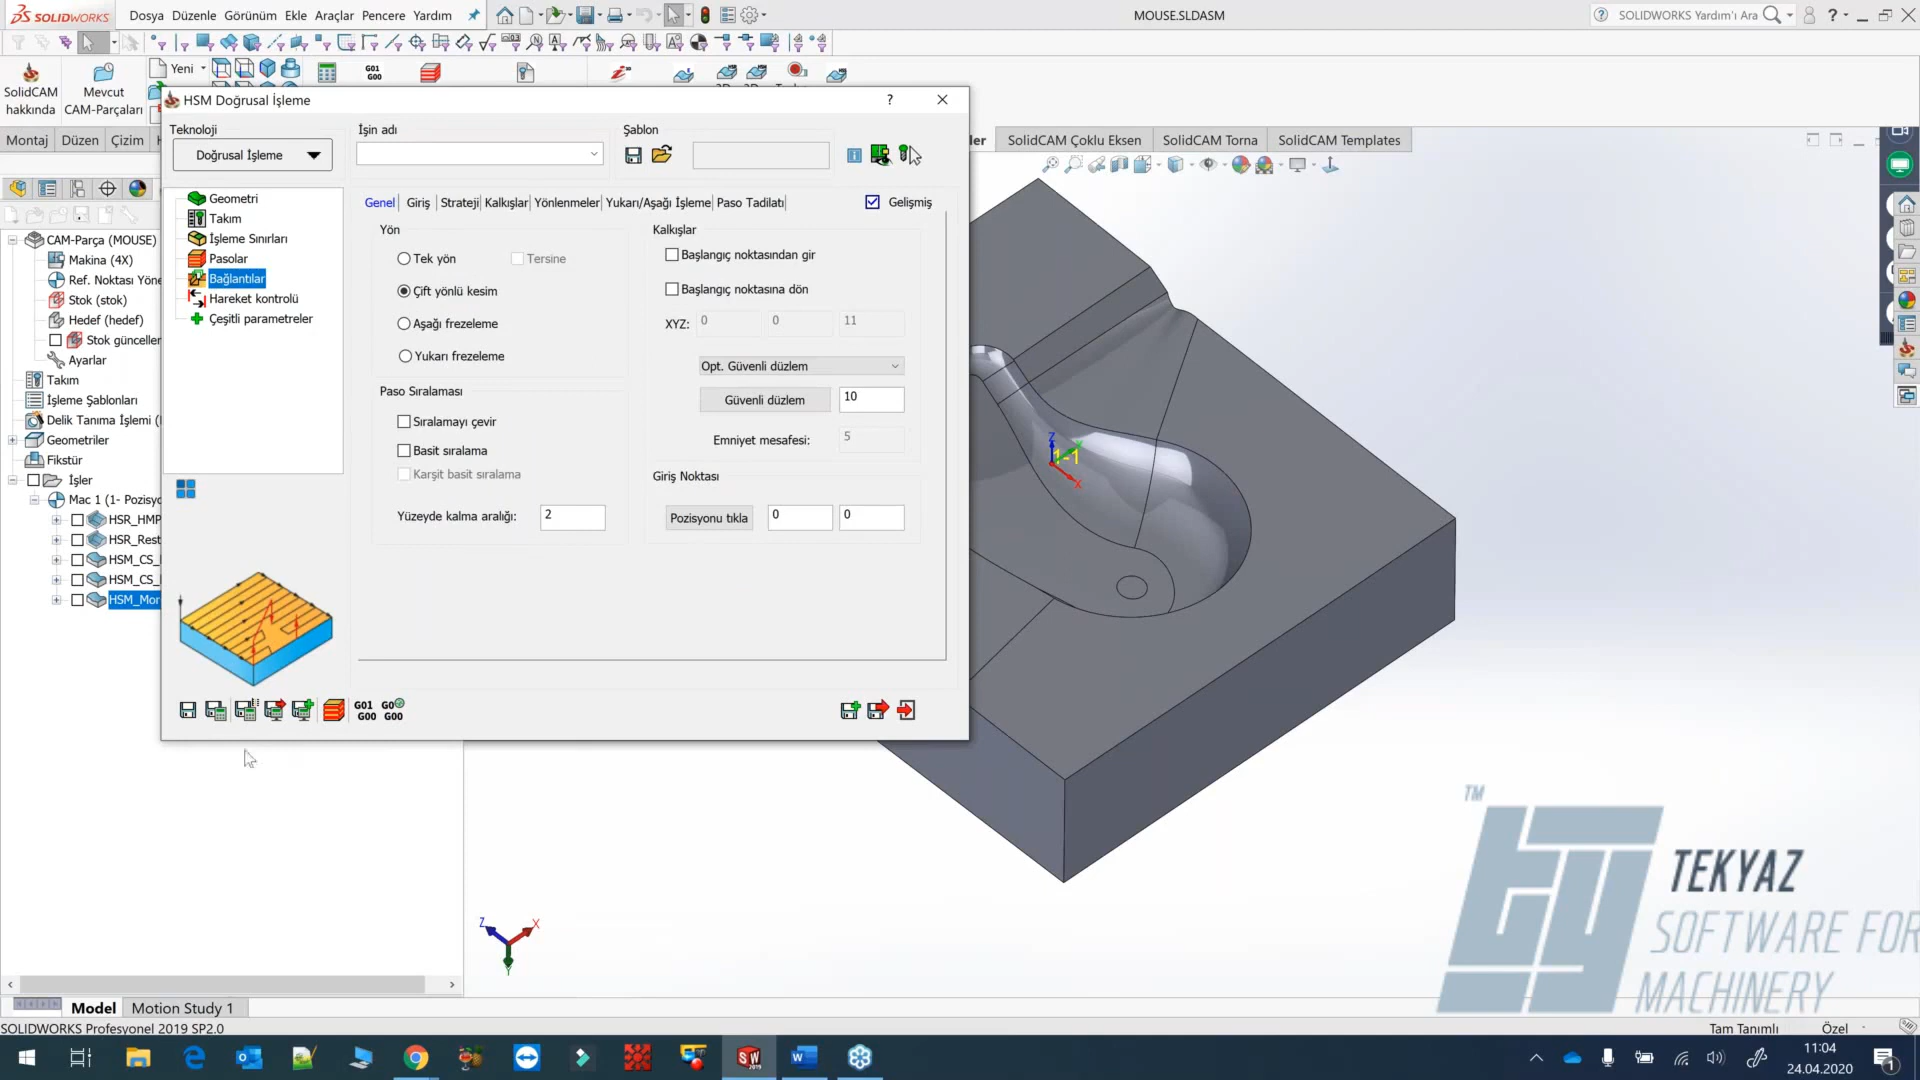 SOLIDWORKS
Dosya Düzenle Görünüm Ekle Araçlar Pencere Yardım
MOUSE.SLDASM
SOLIDWORKS Yardım'ı Ara
SolidCAM hakkında
Mevcut CAM-Parçaları
Yeni
G01 G00
Montaj Düzen Çizim
SolidCAM Çoklu Eksen SolidCAM Torna SolidCAM Templates
HSM Doğrusal İşleme
Teknoloji
Doğrusal İşleme
İşin adı
Şablon
Geometri
Takım
İşleme Sınırları
Pasolar
Bağlantılar
Hareket kontrolü
Çeşitli parametreler
Genel Giriş Strateji Kalkışlar Yönlenmeler Yukarı/Aşağı İşleme Paso Tadilatı
Gelişmiş
Yön
Tek yön Tersine
Çift yönlü kesim
Aşağı frezeleme
Yukarı frezeleme
Paso Sıralaması
Sıralamayı çevir
Basit sıralama
Karşit basit sıralama
Yüzeyde kalma aralığı: 2
Kalkışlar
Başlangıç noktasından gir
Başlangıç noktasına dön
XYZ: 0 0 11
Opt. Güvenli düzlem
Güvenli düzlem 10
Emniyet mesafesi: 5
Giriş Noktası
Pozisyonu tıkla 0 0
G01 G00
G0 G00
CAM-Parça (MOUSE)
Makina (4X)
Ref. Noktası Yöne
Stok (stok)
Hedef (hedef)
Stok günceller
Ayarlar
Takım
İşleme Şablonları
Delik Tanıma İşlemi (
Geometriler
Fikstür
İşler
Mac 1 (1- Pozisyo
HSR_HMP
HSR_Rest
HSM_CS_
HSM_CS_
HSM_Mor
Z
1-1
X
Z
X
Y
TM
TEKYAZ
SOFTWARE FOR
MACHINERY
Model Motion Study 1
SOLIDWORKS Profesyonel 2019 SP2.0
Tam Tanımlı Özel
11:04
24.04.2020